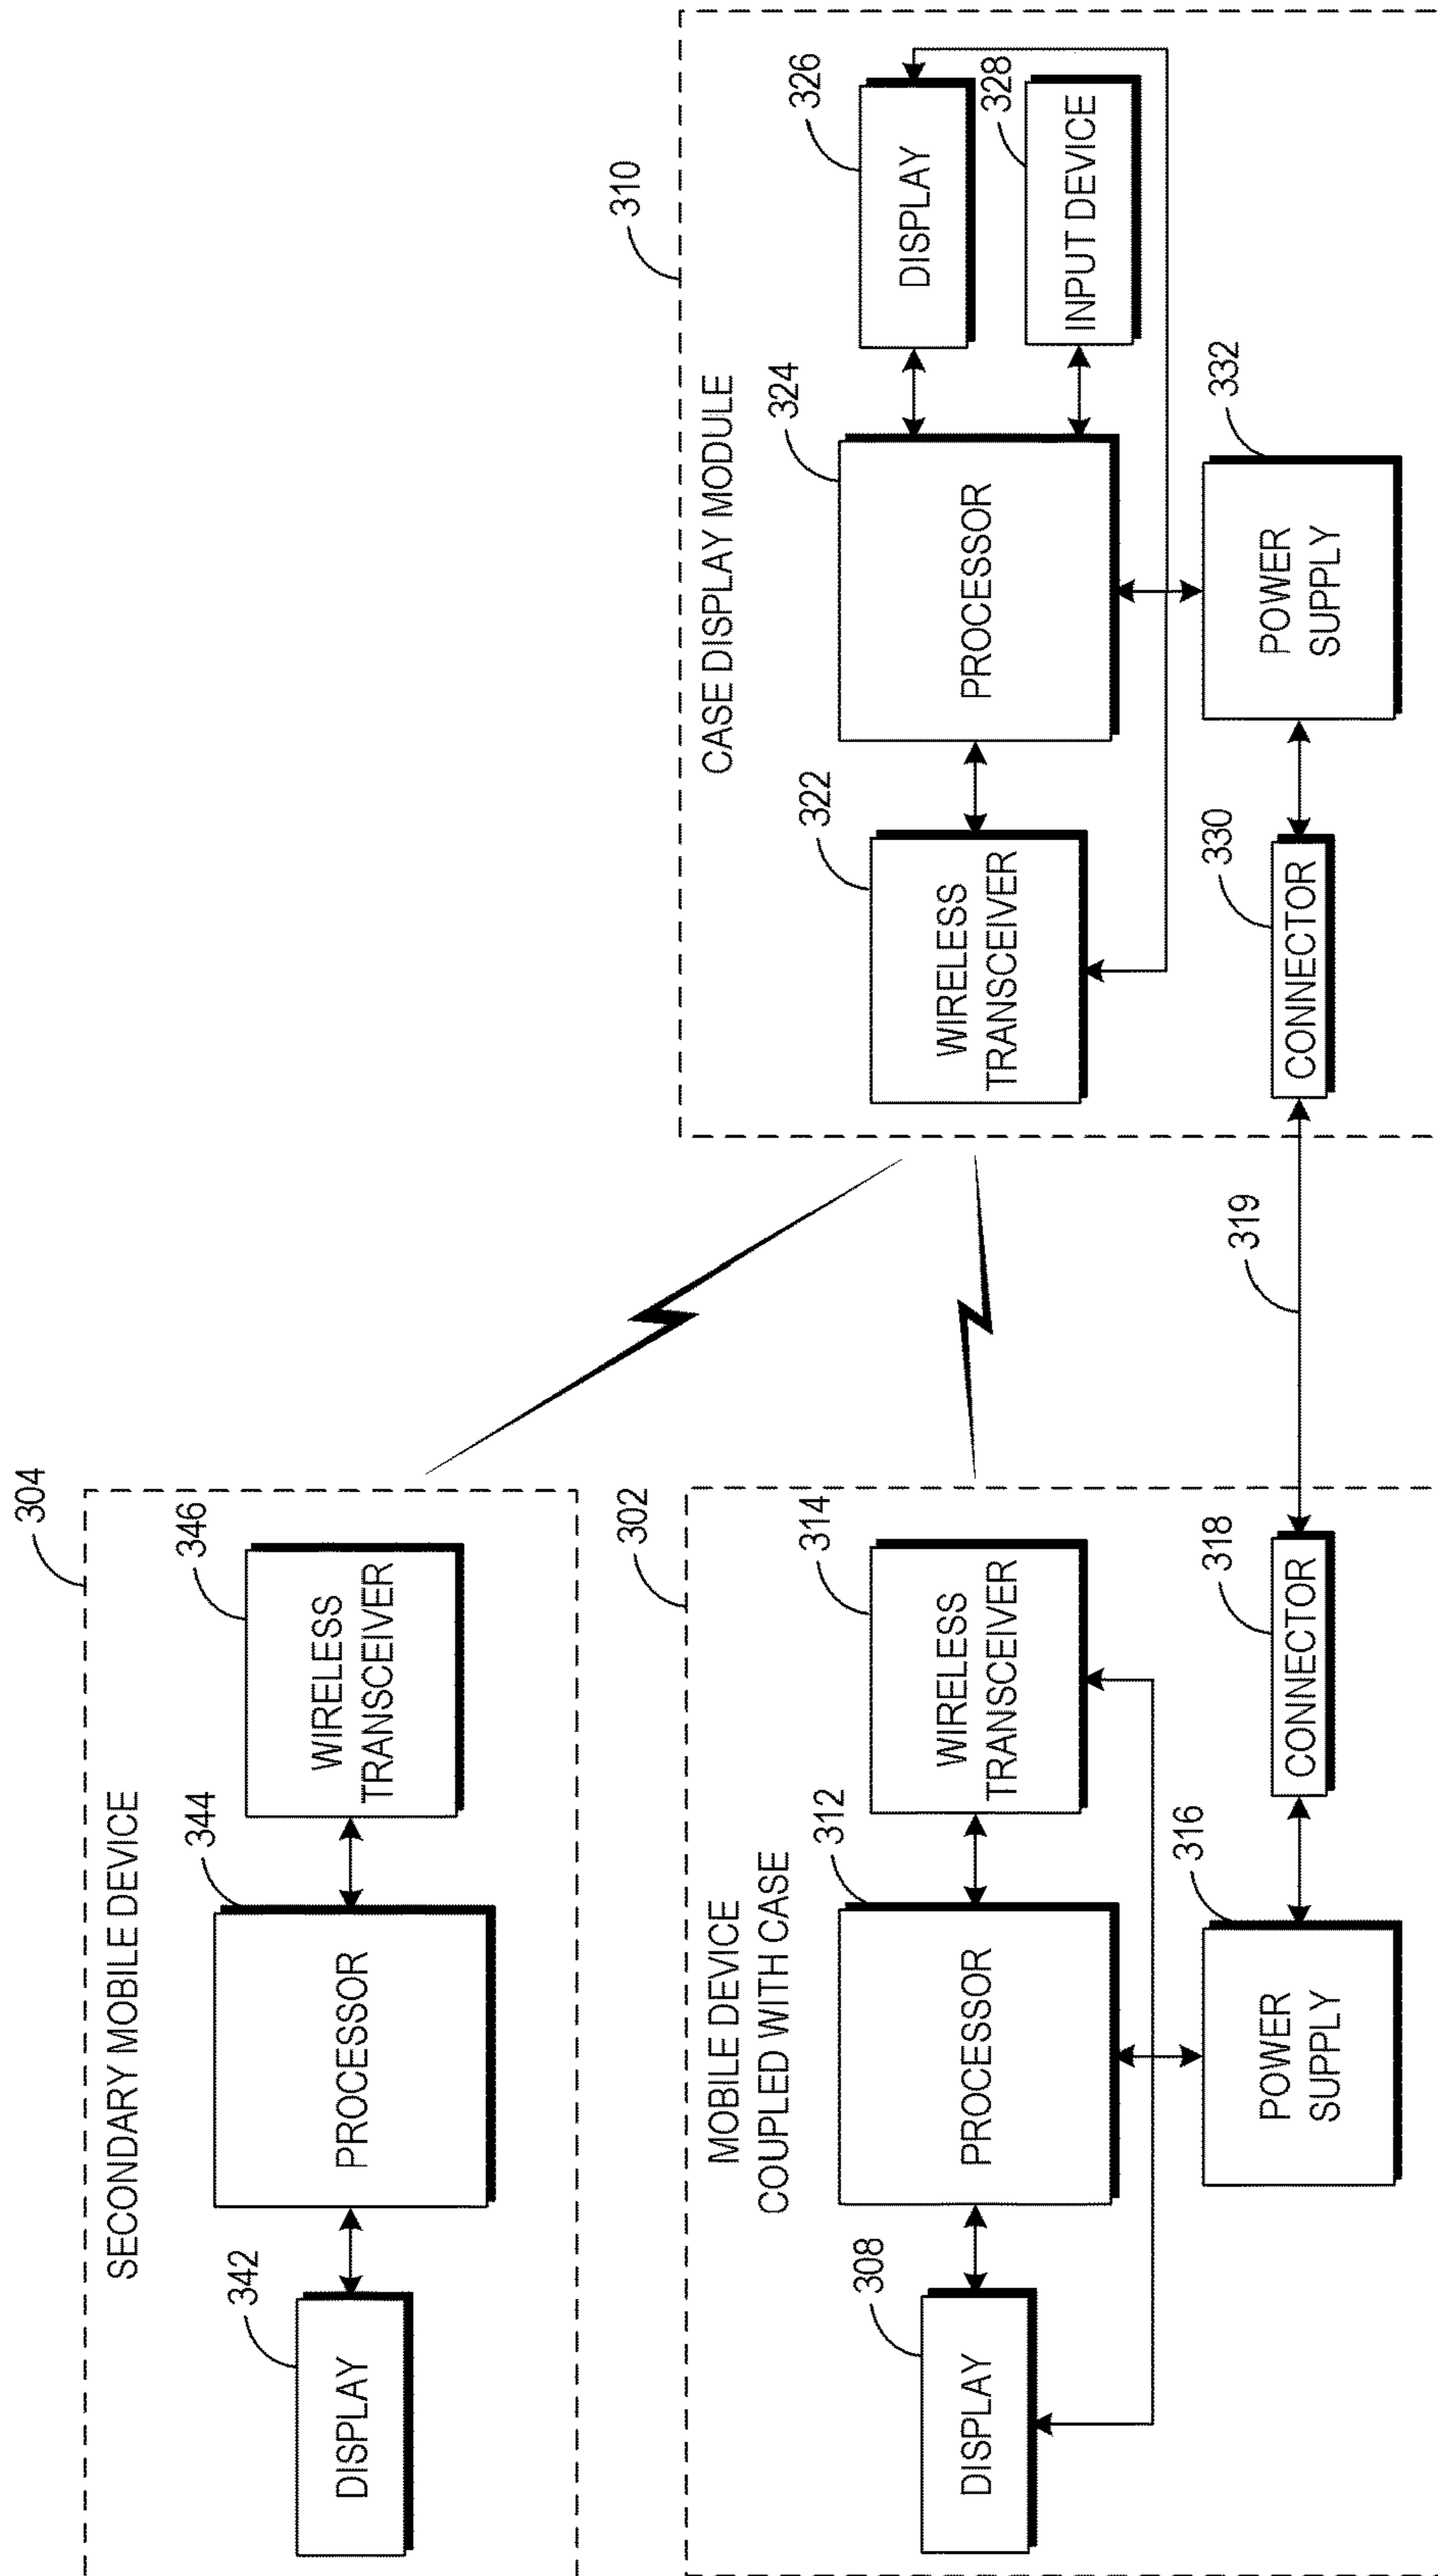 304
SECONDARY MOBILE DEVICE
342
DISPLAY
344
PROCESSOR
346
WIRELESS
TRANSCEIVER
302
MOBILE DEVICE
COUPLED WITH CASE
308
DISPLAY
312
PROCESSOR
314
WIRELESS
TRANSCEIVER
316
POWER
SUPPLY
318
CONNECTOR
319
310
CASE DISPLAY MODULE
322
WIRELESS
TRANSCEIVER
324
PROCESSOR
326
DISPLAY
328
INPUT DEVICE
330
CONNECTOR
332
POWER
SUPPLY